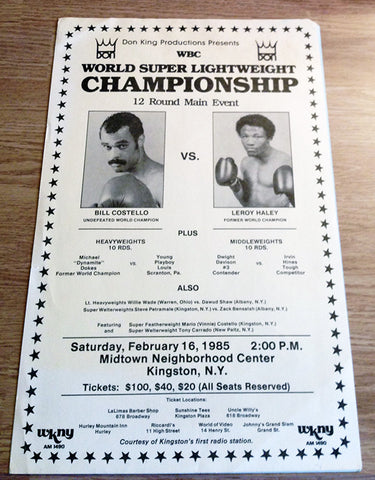 Don King Productions Presents
DON
DON
WBC
WORLD SUPER LIGHTWEIGHT
CHAMPIONSHIP
12 Round Main Event
VS.
BILL COSTELLO
UNDEFEATED WORLD CHAMPION
LEROY HALEY
FORMER WORLD CHAMPION
PLUS
HEAVYWEIGHTS
10 RDS.
Michael
"Dynamite"
Dokes
Former World Champion
vs.
Young
Playboy
Louis
Scranton, Pa.
MIDDLEWEIGHTS
10 RDS.
Dwight
Davison
#3
Contender
vs.
Irvin
Hines
Tough
Competitor
ALSO
Lt. Heavyweights Willie Wade (Warren, Ohio) vs. Dawud Shaw (Albany, N.Y.)
Super Welterweights Steve Petramale (Kingston, N.Y.) vs. Zack Bensalah (Albany, N.Y.)
Featuring Super Featherweight Mario (Vinnie) Costello (Kingston, N.Y.)
and Super Welterweight Tony Cerrado (New Paltz, N.Y.)
Saturday, February 16, 1985 2:00 P.M.
Midtown Neighborhood Center
Kingston, N.Y.
Tickets: $100, $40, $20 (All Seats Reserved)
Ticket Locations:
LaLimas Barber Shop
678 Broadway
Sunshine Tees
Kingston Plaza
Uncle Willy's
618 Broadway
Hurley Mountain Inn
Hurley
Riccardi's
11 High Street
World of Video
14 Henry St.
Johnny's Grand Slam
Grand St.
wkny
AM 1490
Courtesy of Kingston's first radio station.
wkny
AM 1490